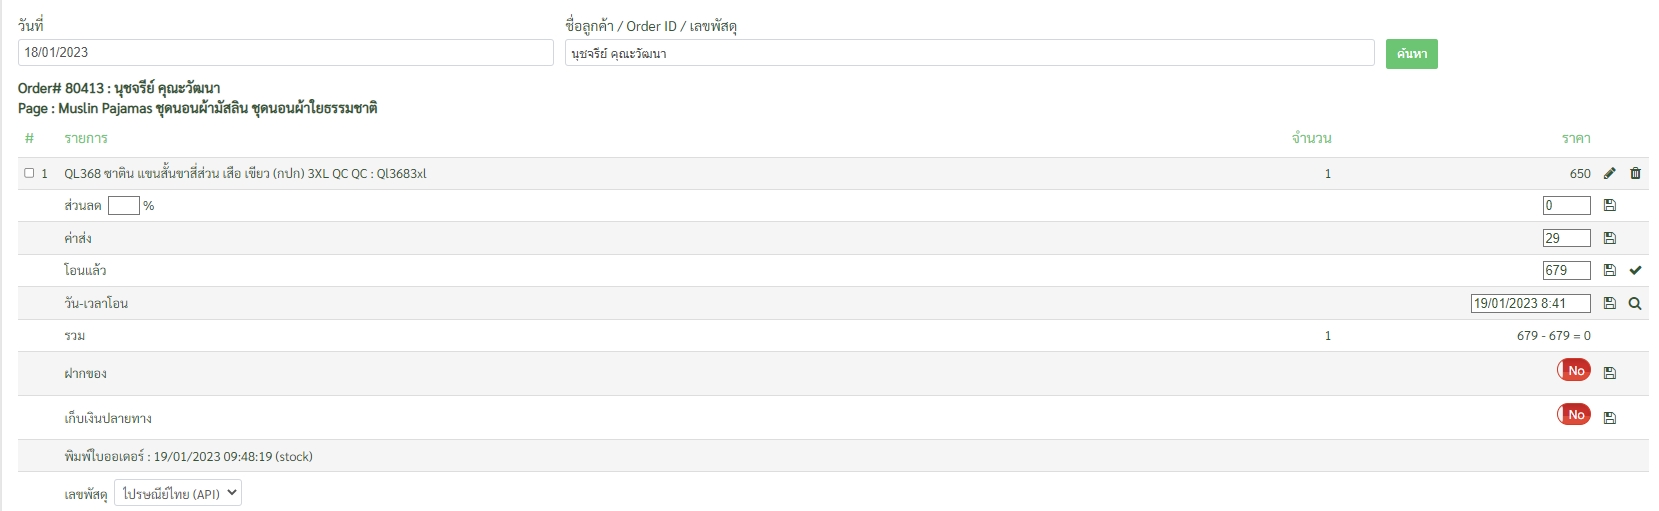 วันที่ ชื่อลูกค้า / Order ID / เลขพัสดุ
18/01/2023 นุชจรีย์ คุณะวัฒนา ค้นหา
Order# 80413 : นุชจรีย์ คุณะวัฒนา
Page : Muslin Pajamas ชุดนอนผ้ามัสลิน ชุดนอนผ้าใยธรรมชาติ
# รายการ จำนวน ราคา
1 QL368 ซาติน แขนสั้นขาสี่ส่วน เสือ เขียว (กปก) 3XL QC QC : Ql3683xl 1 650
ส่วนลด % 0
ค่าส่ง 29
โอนแล้ว 679
วัน-เวลาโอน 19/01/2023 8:41
รวม 1 679 - 679 = 0
ฝากของ No
เก็บเงินปลายทาง No
พิมพ์ใบออเดอร์ : 19/01/2023 09:48:19 (stock)
เลขพัสดุ ไปรษณีย์ไทย (API)